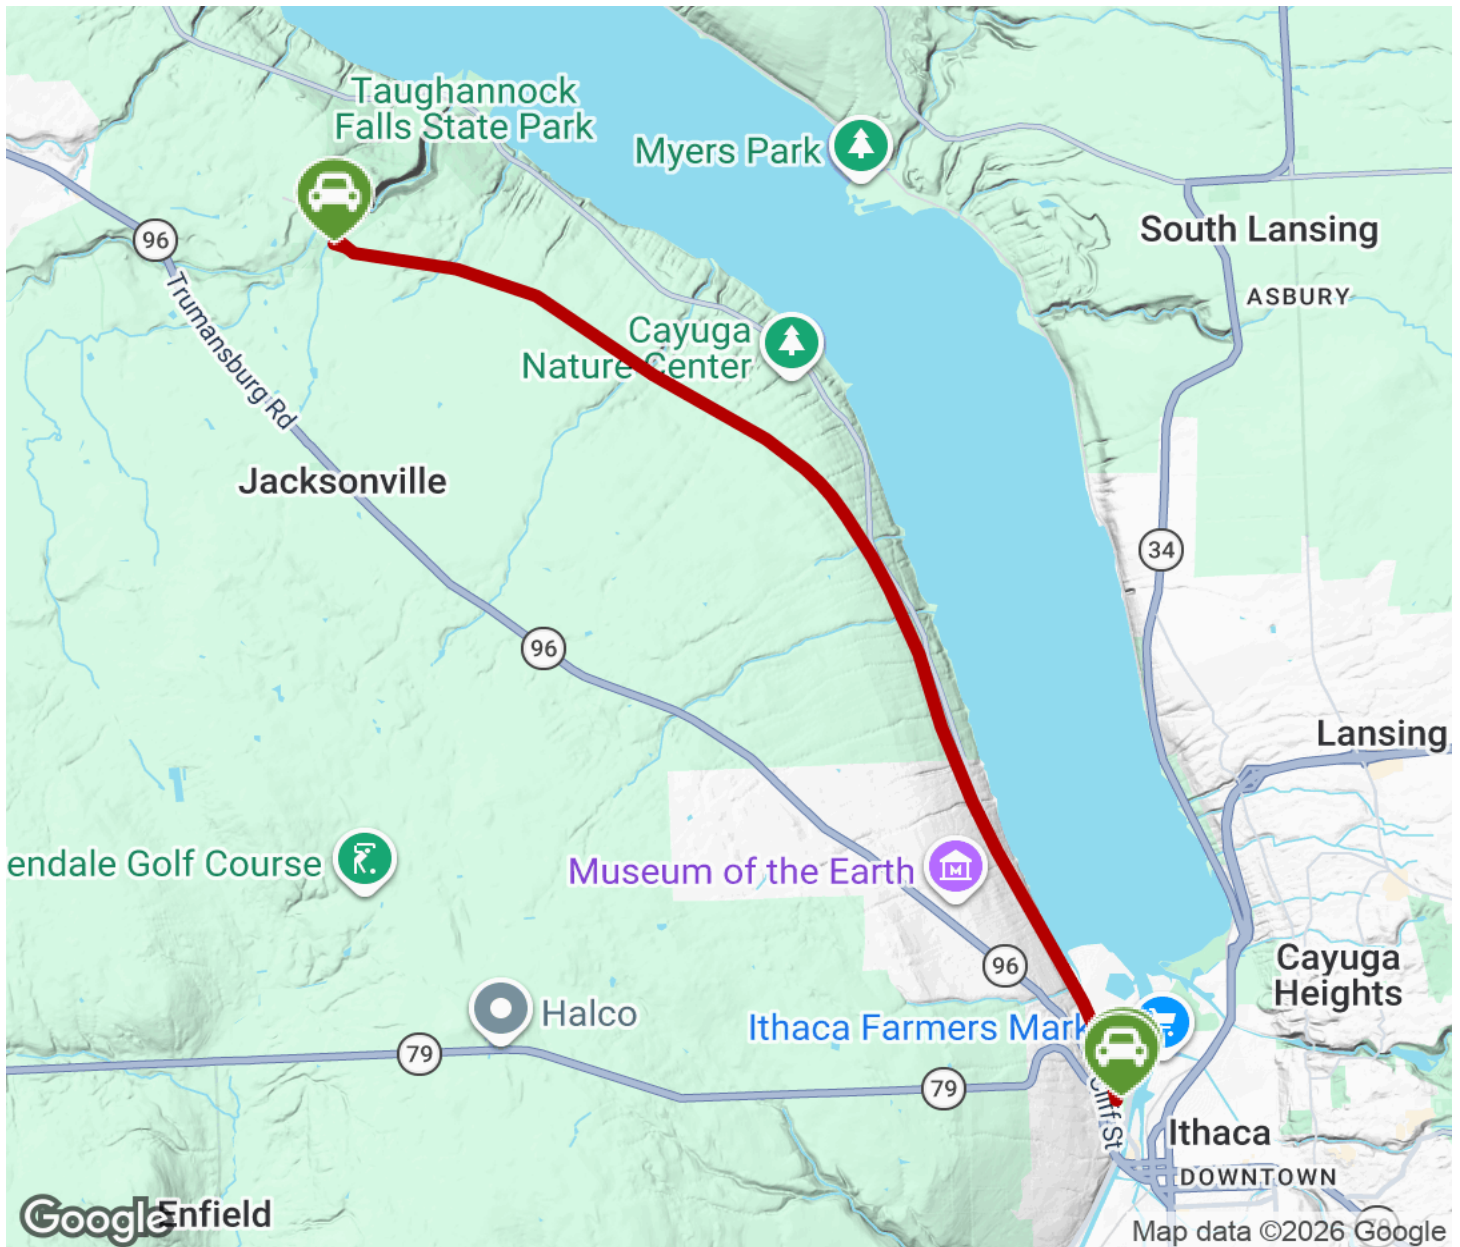 Taughannock
Falls State Park
Myers Park
96
South Lansing
ASBURY
Trumansburg Rd
Cayuga
Nature Center
Jacksonville
34
96
Lansing
endale Golf Course
Museum of the Earth
96
Cayuga
Heights
Halco
Ithaca Farmers Mark
79
79
Cliff St
Ithaca
DOWNTOWN
Google
Enfield
Map data ©2026 Google